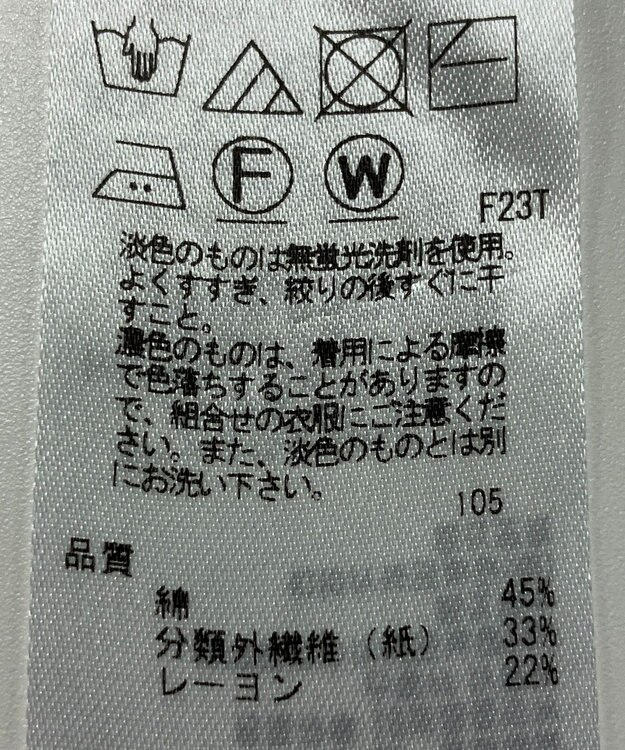 F W
F23T
淡色のものは無蛍光洗剤を使用。
よくすすぎ、絞りの後すぐに干
すこと。
濃色のものは、着用による摩擦
で色落ちすることがありますの
で、組合せの衣服にご注意くだ
さい。また、淡色のものとは別
にお洗い下さい。
105
品質
綿 45%
分類外繊維(紙) 33%
レーヨン 22%